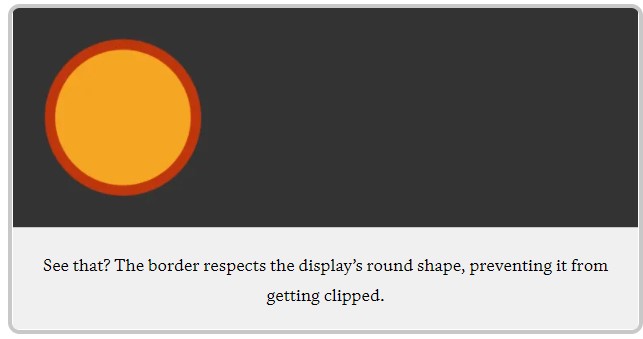 See that? The border respects the display’s round shape, preventing it from
getting clipped.